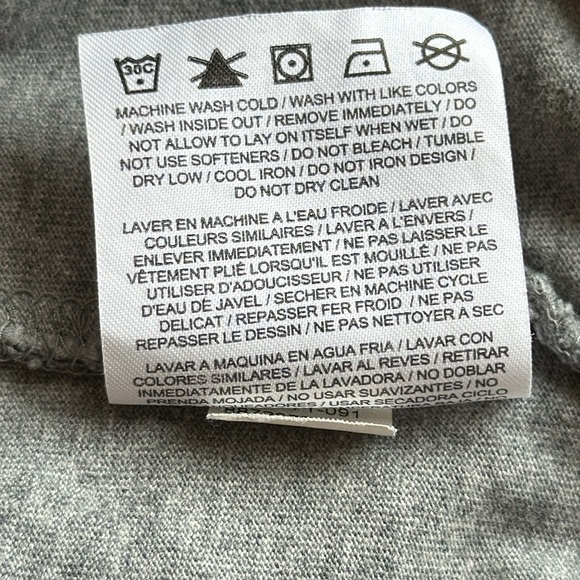 30C
MACHINE WASH COLD / WASH WITH LIKE COLORS
/ WASH INSIDE OUT / REMOVE IMMEDIATELY / DO
NOT ALLOW TO LAY ON ITSELF WHEN WET / DO
NOT USE SOFTENERS / DO NOT BLEACH / TUMBLE
DRY LOW / COOL IRON / DO NOT IRON DESIGN /
DO NOT DRY CLEAN
LAVER EN MACHINE A L'EAU FROIDE / LAVER AVEC
COULEURS SIMILAIRES / LAVER A L'ENVERS /
ENLEVER IMMEDIATEMENT / NE PAS LAISSER LE
VÊTEMENT PLIÉ LORSQU'IL EST MOUILLÉ / NE PAS
UTILISER D'ADOUCISSEUR / NE PAS UTILISER
D'EAU DE JAVEL / SECHER EN MACHINE CYCLE
DELICAT / REPASSER FER FROID / NE PAS
REPASSER LE DESSIN / NE PAS NETTOYER A SEC
LAVAR A MAQUINA EN AGUA FRIA / LAVAR CON
COLORES SIMILARES / LAVAR AL REVES / RETIRAR
INMEDIATAMENTE DE LA LAVADORA / NO DOBLAR
PRENDA MOJADA / NO USAR SUAVIZANTES / NO
USAR SECADORA CICLO
-091